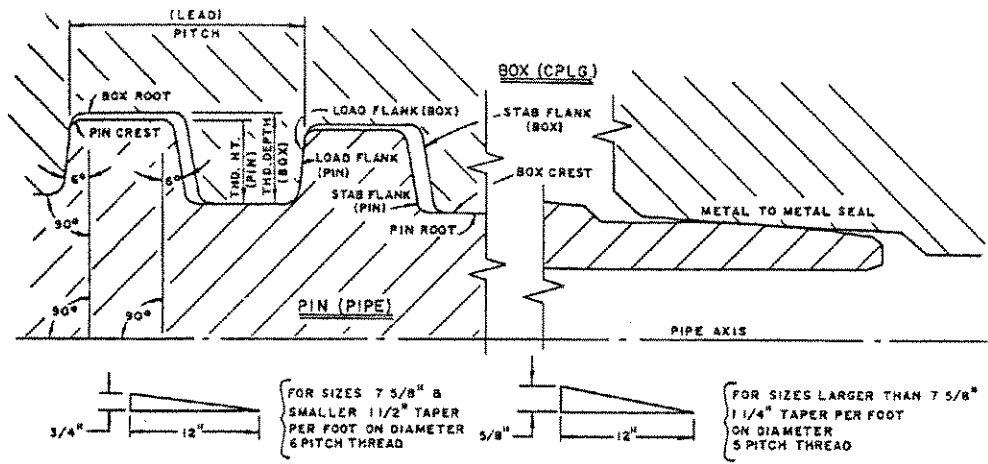 (LEAD)
PITCH
BOX (CPLG)
BOX ROOT
PIN CREST
LOAD FLANK (BOX)
STAB FLANK
(BOX)
THD. HT.
(PIN)
THD. DEPTH
(BOX)
LOAD FLANK
(PIN)
6°
6°
BOX CREST
STAB FLANK
(PIN)
90°
PIN ROOT
METAL TO METAL SEAL
PIN (PIPE)
90°
90°
PIPE AXIS
3/4"
12"
FOR SIZES 7 5/8" &
SMALLER 1 1/2" TAPER
PER FOOT ON DIAMETER
6 PITCH THREAD
5/8"
12"
FOR SIZES LARGER THAN 7 5/8"
1 1/4" TAPER PER FOOT
ON DIAMETER
5 PITCH THREAD